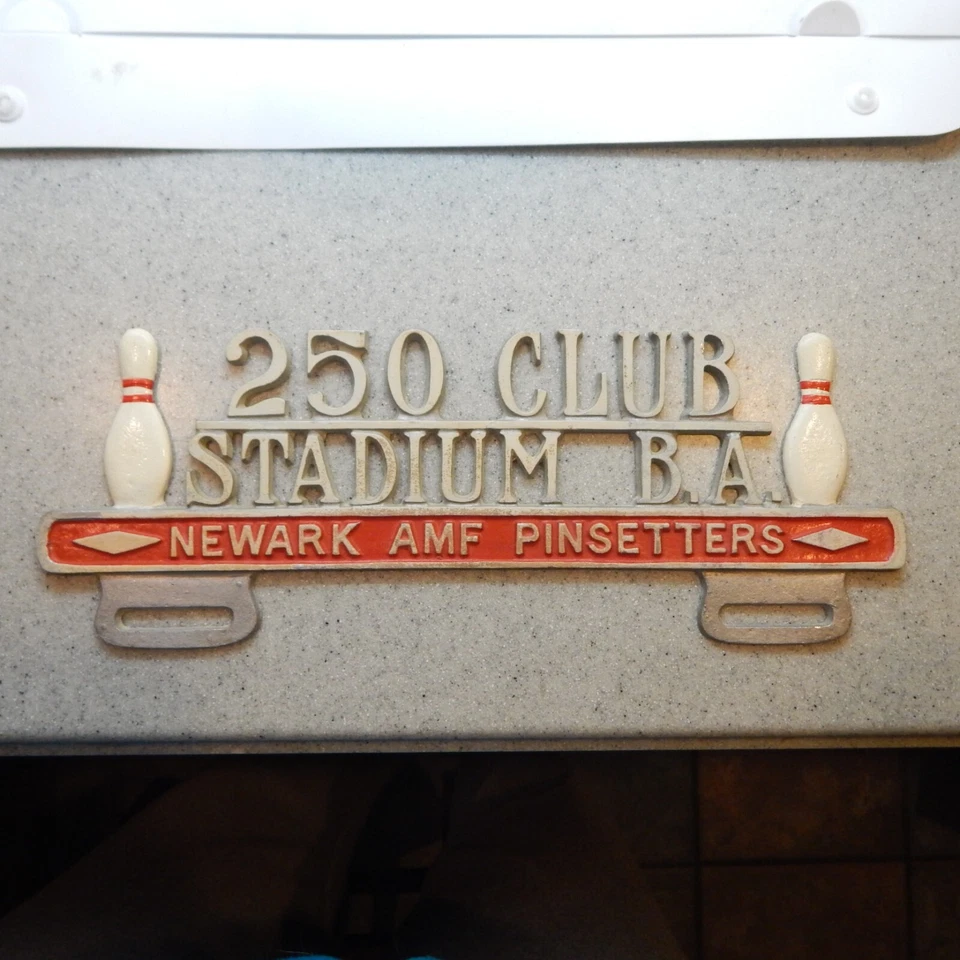 250 CLUB
STADIUM B.A.
NEWARK AMF PINSETTERS